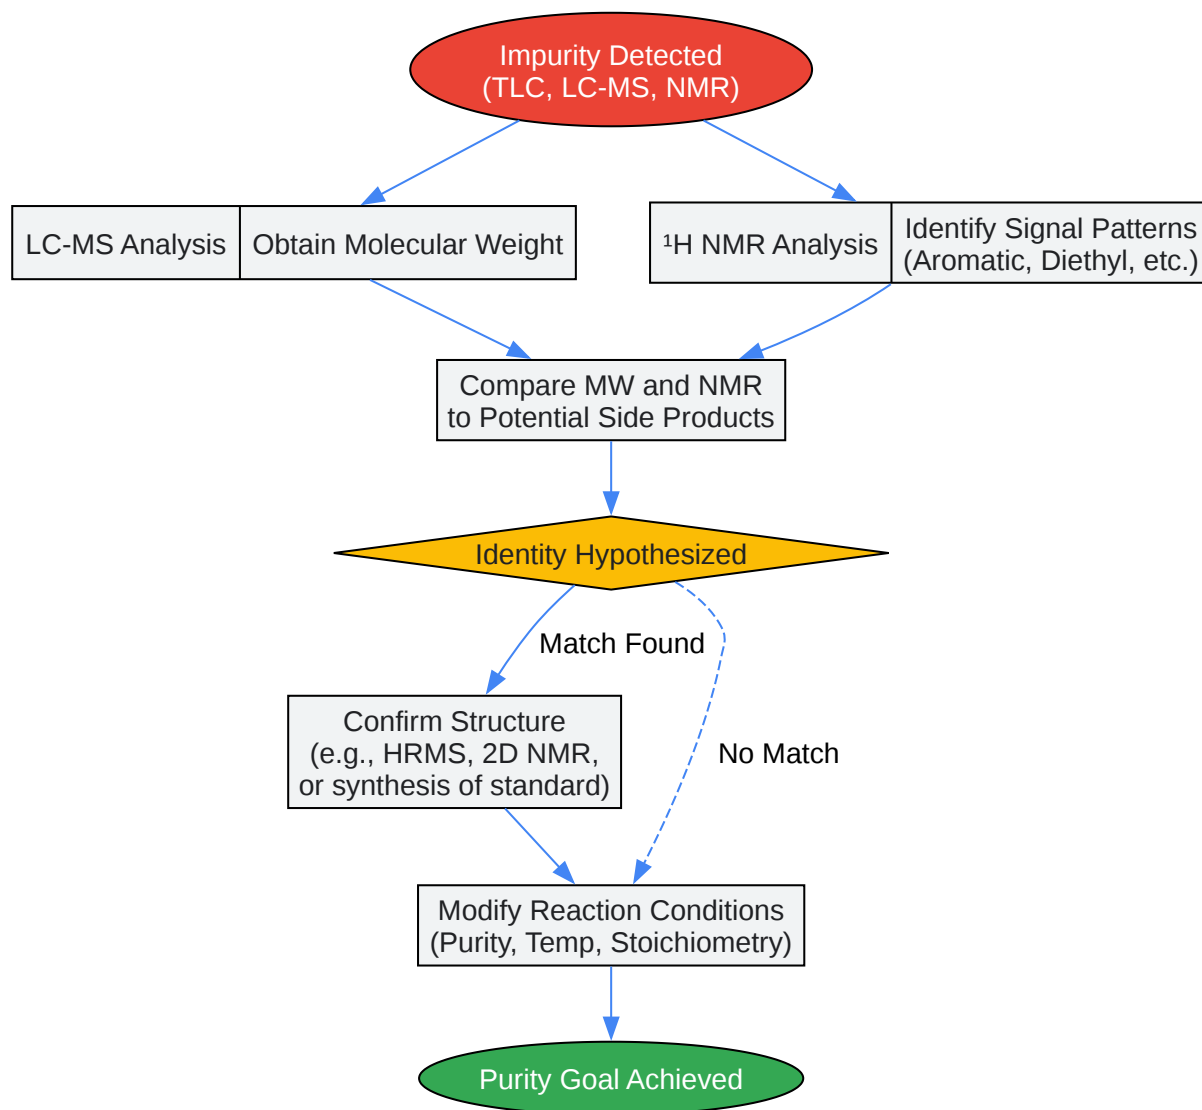 Impurity Detected
(TLC, LC-MS, NMR)
LC-MS Analysis
Obtain Molecular Weight
¹H NMR Analysis
Identify Signal Patterns
(Aromatic, Diethyl, etc.)
Compare MW and NMR
to Potential Side Products
Identity Hypothesized
Match Found
Confirm Structure
(e.g., HRMS, 2D NMR,
or synthesis of standard)
No Match
Modify Reaction Conditions
(Purity, Temp, Stoichiometry)
Purity Goal Achieved